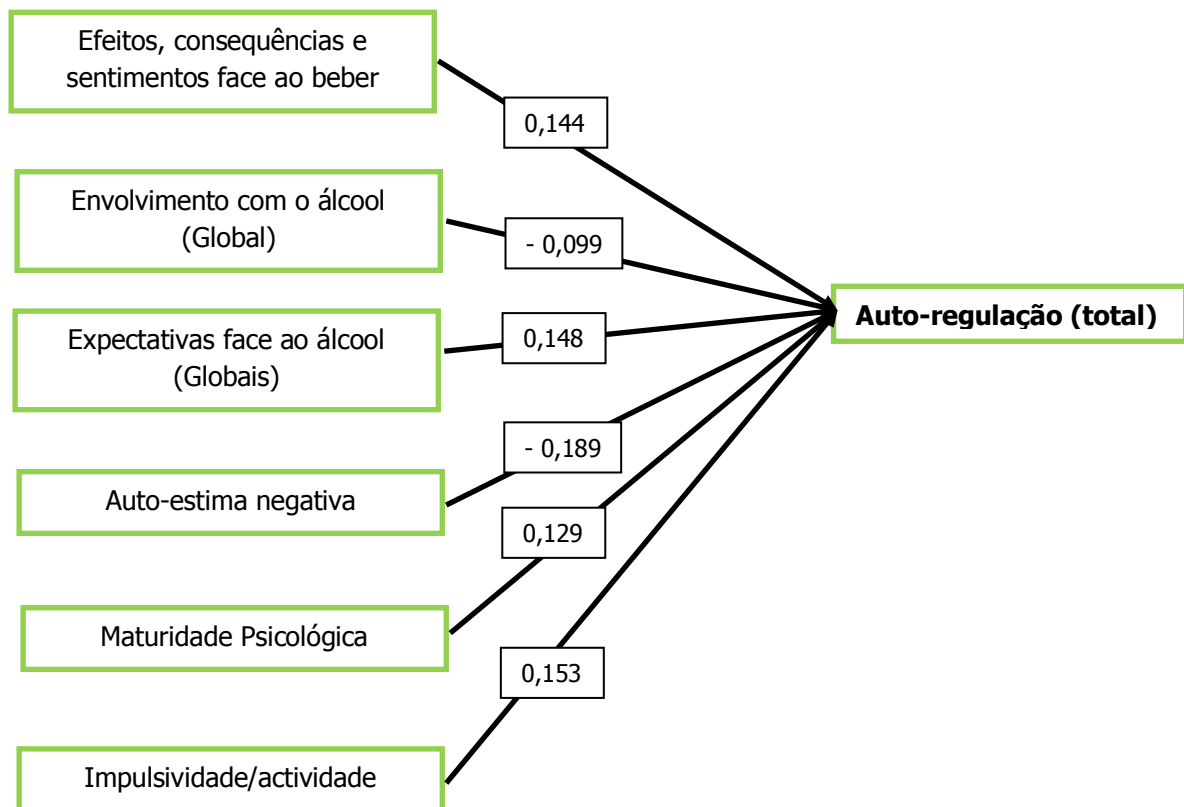 Efeitos, consequências e
sentimentos face ao beber
0,144
Envolvimento com o álcool
(Global)
- 0,099
Auto-regulação (total)
Expectativas face ao álcool
(Globais)
0,148
- 0,189
Auto-estima negativa
0,129
Maturidade Psicológica
0,153
Impulsividade/actividade